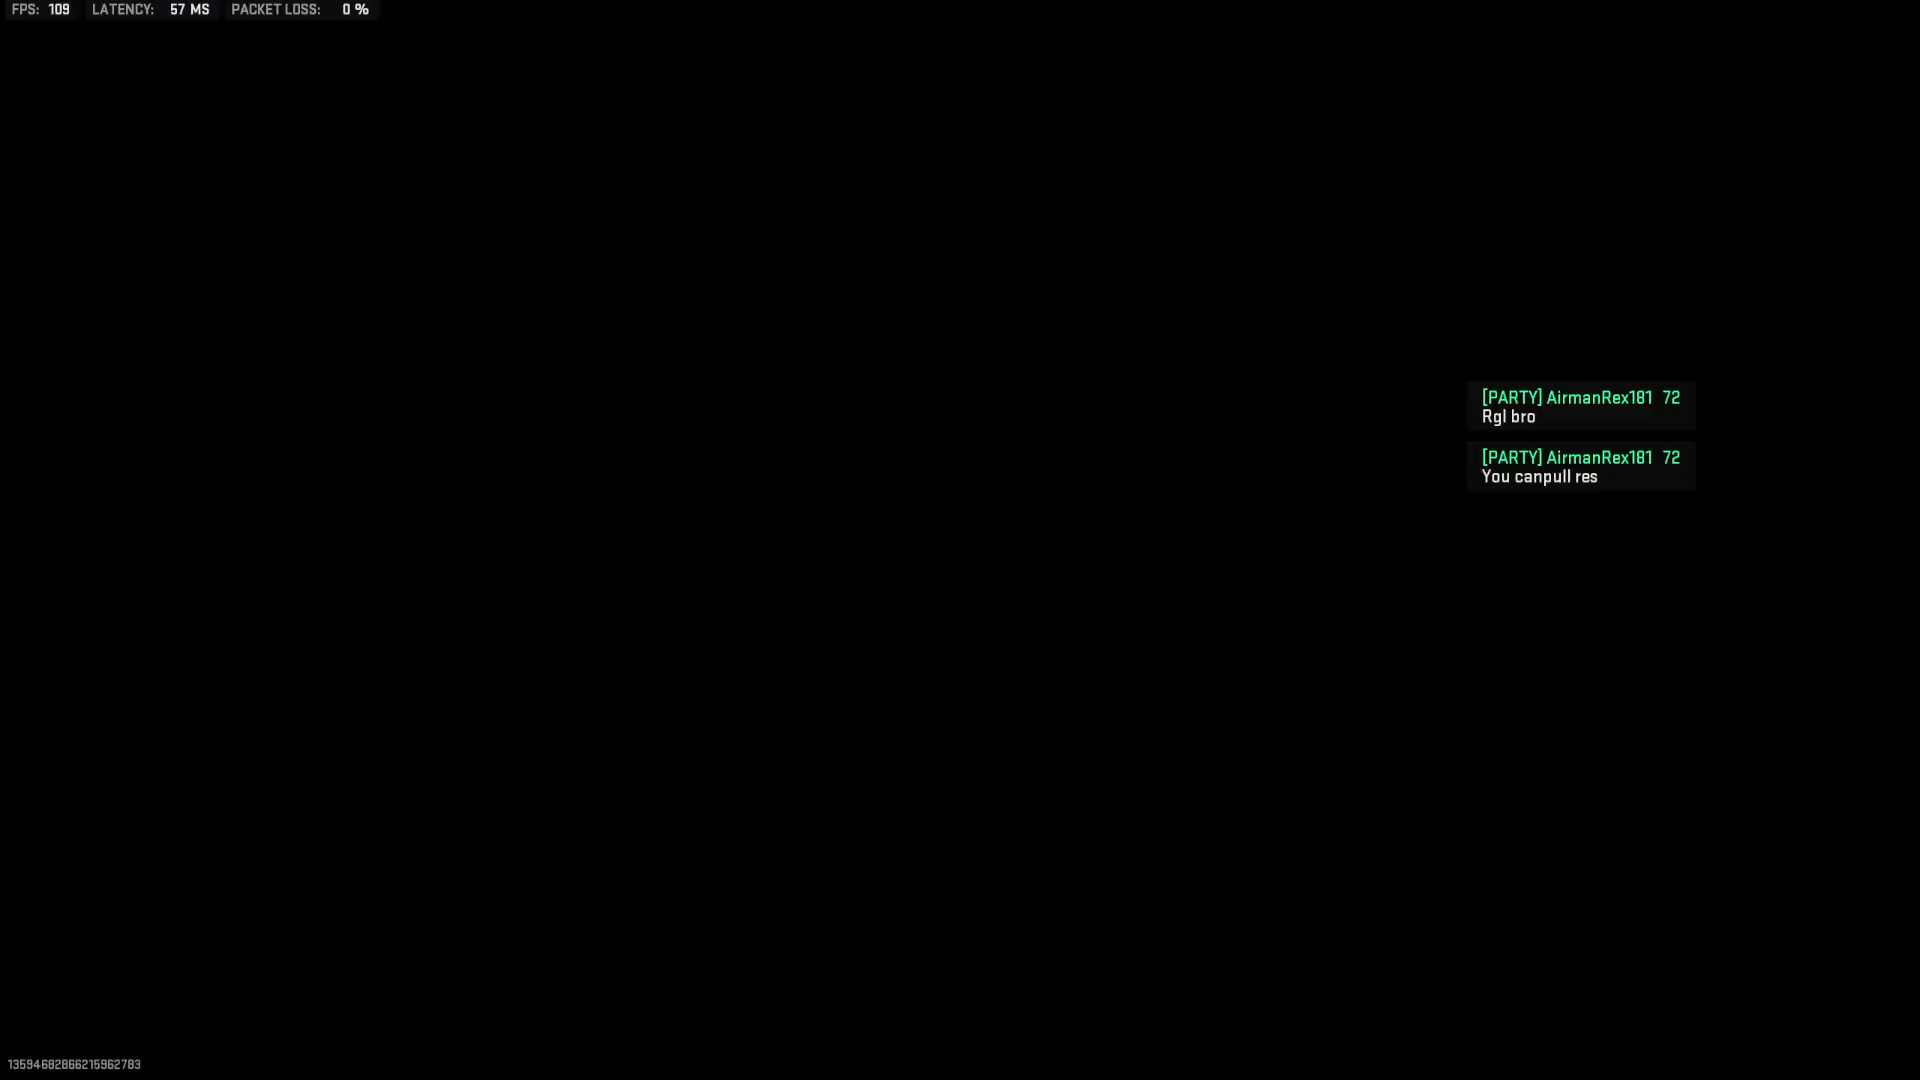 FPS: 109 LATENCY: 57 MS PACKET LOSS: 0 %
[PARTY] AirmanRex181 72
Rgl bro
[PARTY] AirmanRex181 72
You canpull res
13594682866215962783